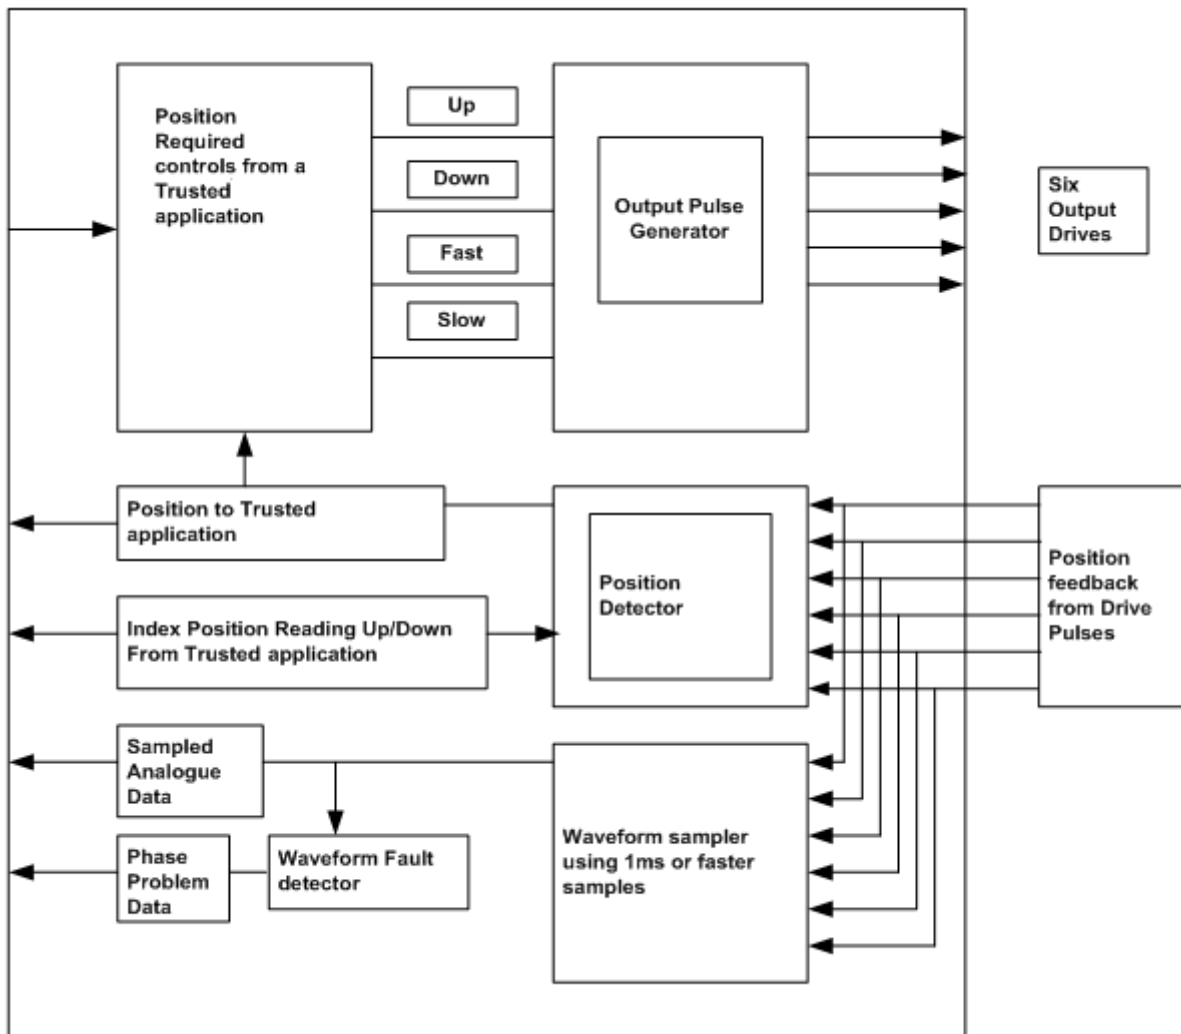 Position
Required
controls from a
Trusted
application
Up
Down
Fast
Slow
Output Pulse
Generator
Six
Output
Drives
Position to Trusted
application
Position
Detector
Position
feedback
from Drive
Pulses
Index Position Reading Up/Down
From Trusted application
Sampled
Analogue
Data
Waveform sampler
using 1ms or faster
samples
Phase
Problem
Data
Waveform Fault
detector